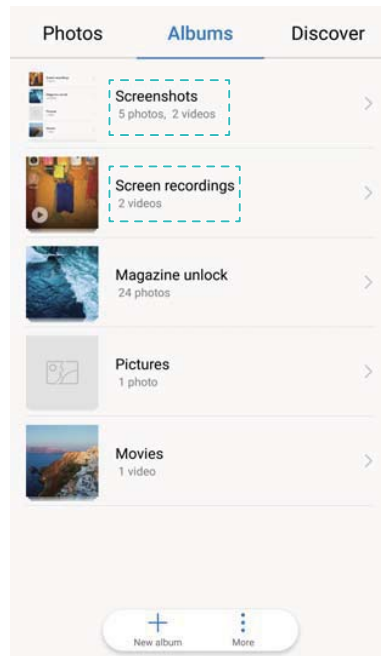 Photos Albums Discover
Screenshots
5 photos, 2 videos
Screen recordings
2 videos
Magazine unlock
24 photos
Pictures
1 photo
Movies
1 video
New album More